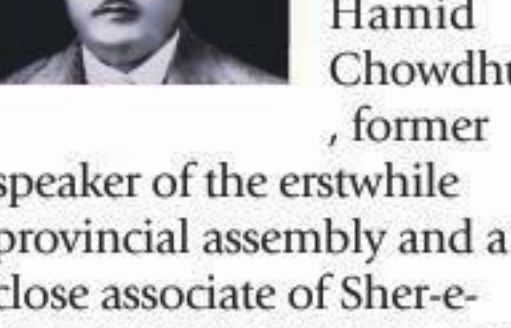 Hamid
Chowdhu
, former
speaker of the erstwhile
provincial assembly and a
close associate of Sher-e-